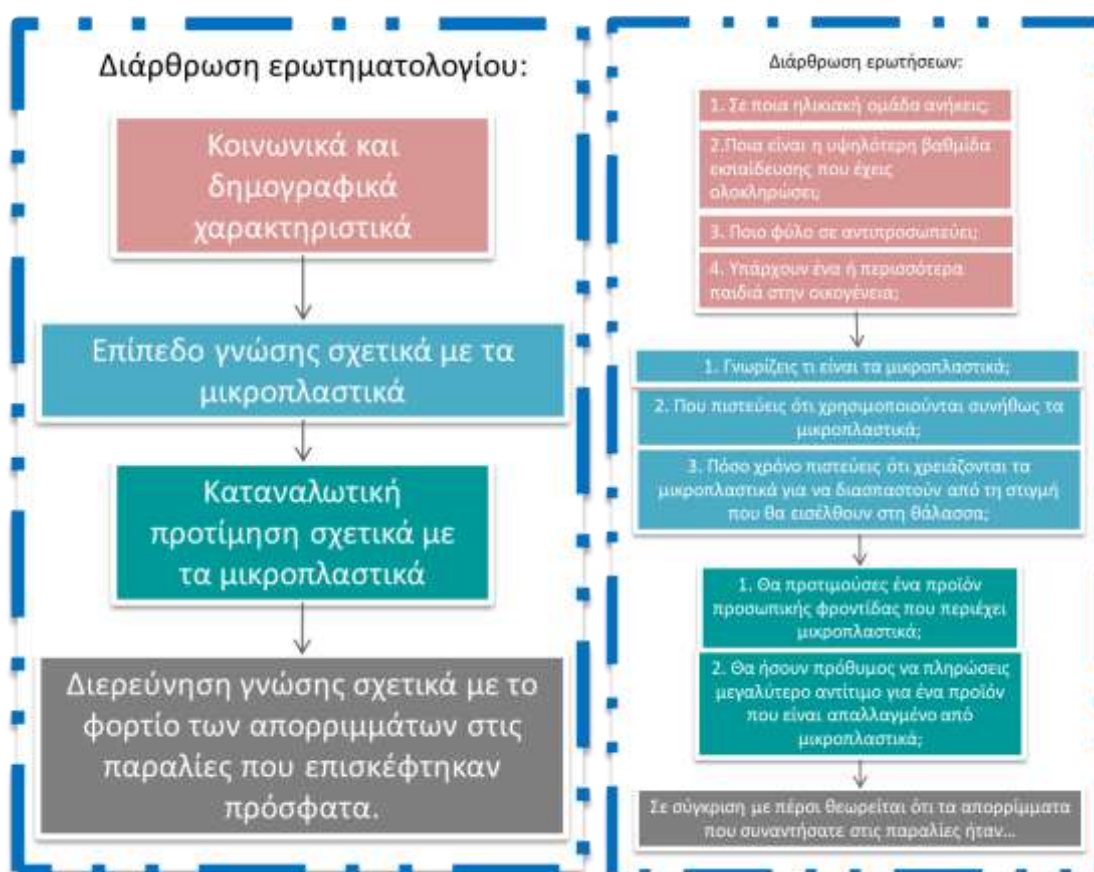 Διάρθρωση ερωτηματολογίου:
Κοινωνικά και
δημογραφικά
χαρακτηριστικά
Επίπεδο γνώσης σχετικά με τα
μικροπλαστικά
Καταναλωτική
προτίμηση σχετικά με
τα μικροπλαστικά
Διερεύνηση γνώσης σχετικά με το
φορτίο των απορριμμάτων στις
παραλίες που επισκέφτηκαν
πρόσφατα.
Διάρθρωση ερωτήσεων:
1. Σε ποια ηλικιακή ομάδα ανήκεις;
2.Ποια είναι η υψηλότερη βαθμίδα
εκπαίδευσης που έχεις
ολοκληρώσει;
3. Ποιο φύλο σε αντιπροσωπεύει;
4. Υπάρχουν ένα ή περισσότερα
παιδιά στην οικογένεια;
1. Γνωρίζεις τι είναι τα μικροπλαστικά;
2. Που πιστεύεις ότι χρησιμοποιούνται συνήθως τα
μικροπλαστικά;
3. Πόσο χρόνο πιστεύεις ότι χρειάζονται τα
μικροπλαστικά για να διασπαστούν από τη στιγμή
που θα εισέλθουν στη θάλασσα;
1. Θα προτιμούσες ένα προϊόν
προσωπικής φροντίδας που περιέχει
μικροπλαστικά;
2. Θα ήσουν πρόθυμος να πληρώσεις
μεγαλύτερο αντίτιμο για ένα προϊόν
που είναι απαλλαγμένο από
μικροπλαστικά;
Σε σύγκριση με πέρσι θεωρείται ότι τα απορρίμματα
που συναντήσατε στις παραλίες ήταν...